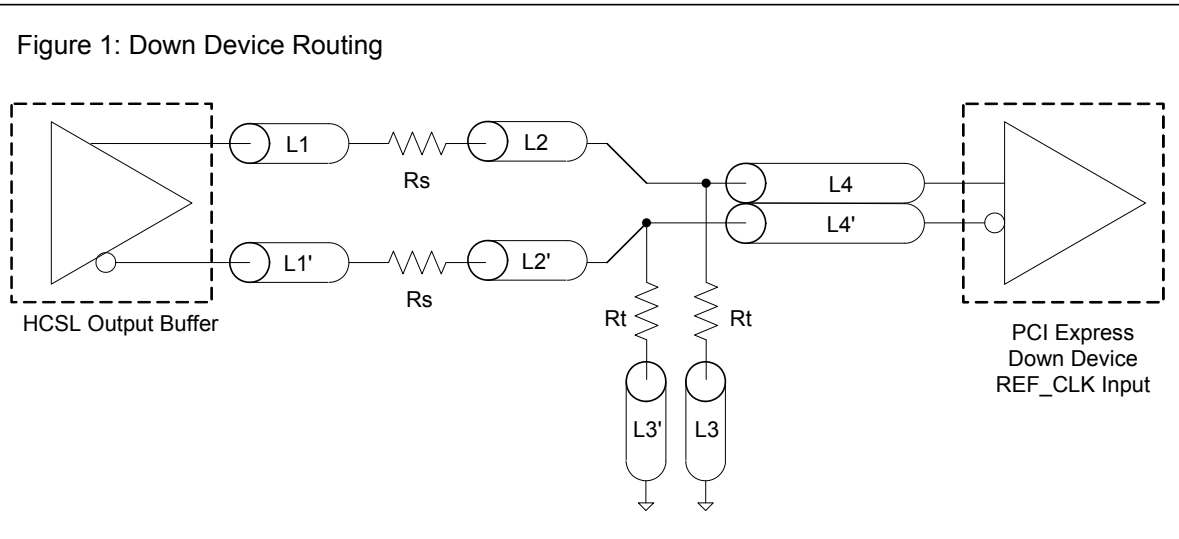 Figure 1: Down Device Routing
L1
Rs
L2
L4
L4'
L1'
Rs
L2'
HCSL Output Buffer
Rt
Rt
L3'
L3
PCI Express
Down Device
REF_CLK Input